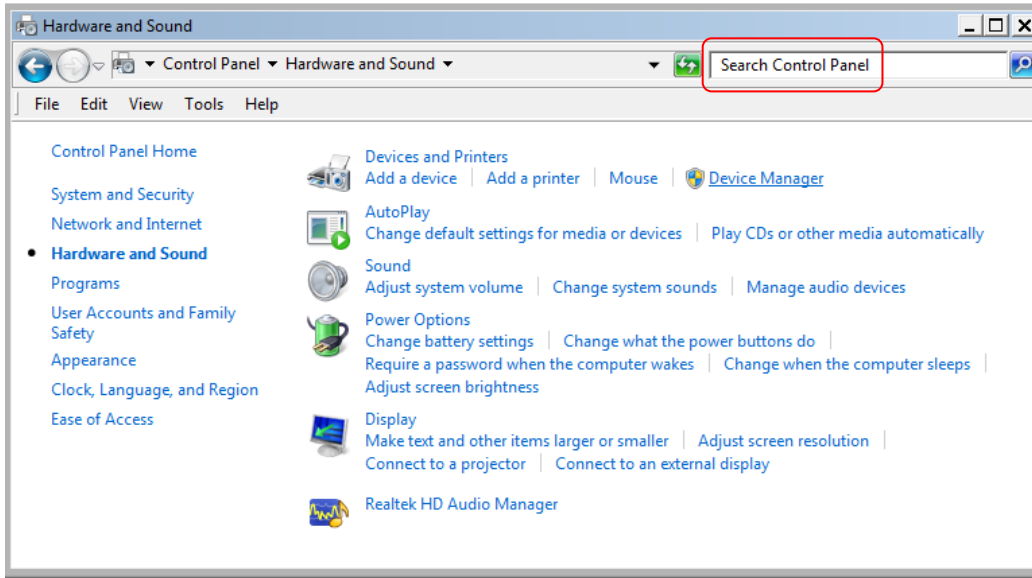 Hardware and Sound
Control Panel Hardware and Sound Search Control Panel
File Edit View Tools Help
Control Panel Home
System and Security
Network and Internet
Hardware and Sound
Programs
User Accounts and Family
Safety
Appearance
Clock, Language, and Region
Ease of Access
Devices and Printers
Add a device Add a printer Mouse Device Manager
AutoPlay
Change default settings for media or devices Play CDs or other media automatically
Sound
Adjust system volume Change system sounds Manage audio devices
Power Options
Change battery settings Change what the power buttons do
Require a password when the computer wakes Change when the computer sleeps
Adjust screen brightness
Display
Make text and other items larger or smaller Adjust screen resolution
Connect to a projector Connect to an external display
Realtek HD Audio Manager